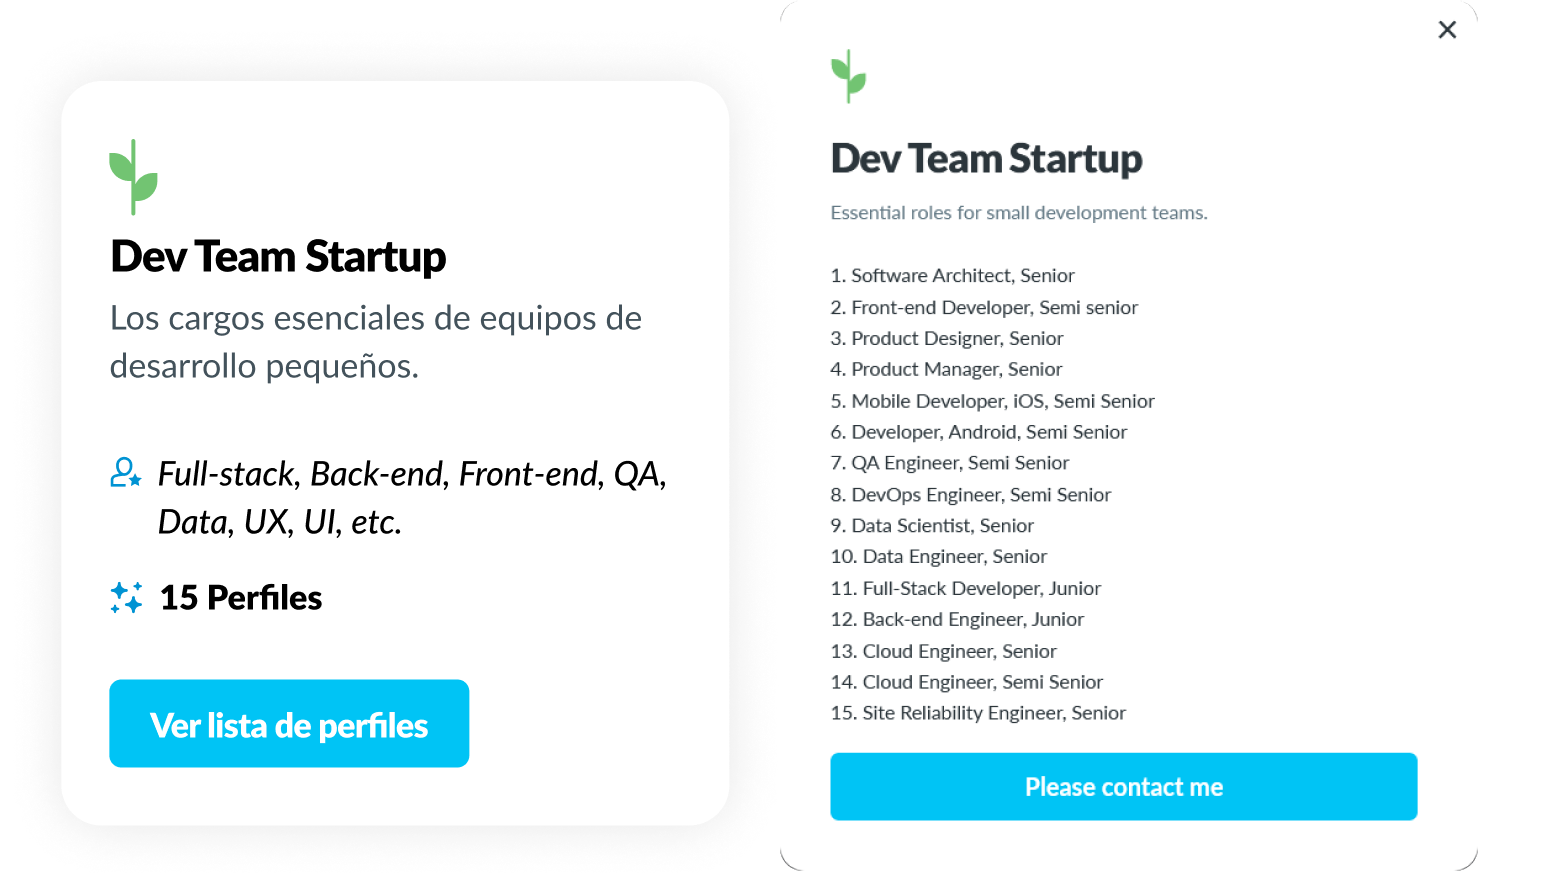 Dev Team Startup
Los cargos esenciales de equipos de
desarrollo pequeños.
Full-stack, Back-end, Front-end, QA,
Data, UX, UI, etc.
15 Perfiles
Ver lista de perfiles
Dev Team Startup
Essential roles for small development teams.
1. Software Architect, Senior
2. Front-end Developer, Semi senior
3. Product Designer, Senior
4. Product Manager, Senior
5. Mobile Developer, iOS, Semi Senior
6. Developer, Android, Semi Senior
7. QA Engineer, Semi Senior
8. DevOps Engineer, Semi Senior
9. Data Scientist, Senior
10. Data Engineer, Senior
11. Full-Stack Developer, Junior
12. Back-end Engineer, Junior
13. Cloud Engineer, Senior
14. Cloud Engineer, Semi Senior
15. Site Reliability Engineer, Senior
Please contact me